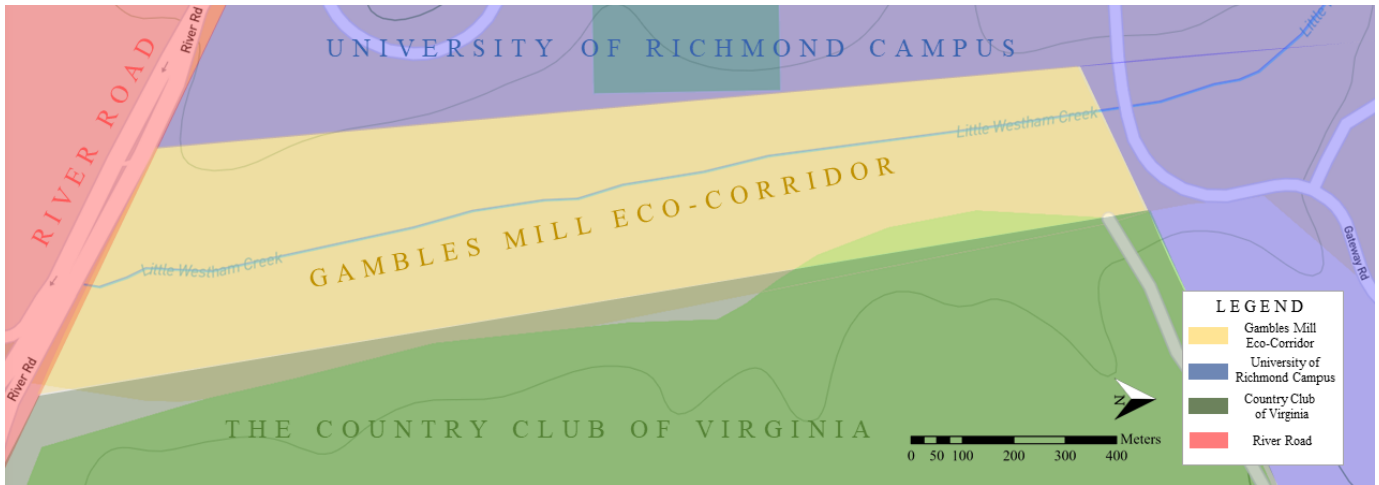 River Rd
UNIVERSITY OF RICHMOND CAMPUS
Little
RIVER ROAD
Little Westham Creek
GAMBLES MILL ECO-CORRIDOR
Little Westham Creek
Gateway Rd
River Rd
THE COUNTRY CLUB OF VIRGINIA
N
Meters
0 50 100 200 300 400
LEGEND
Gambles Mill
Eco-Corridor
University of
Richmond Campus
Country Club
of Virginia
River Road